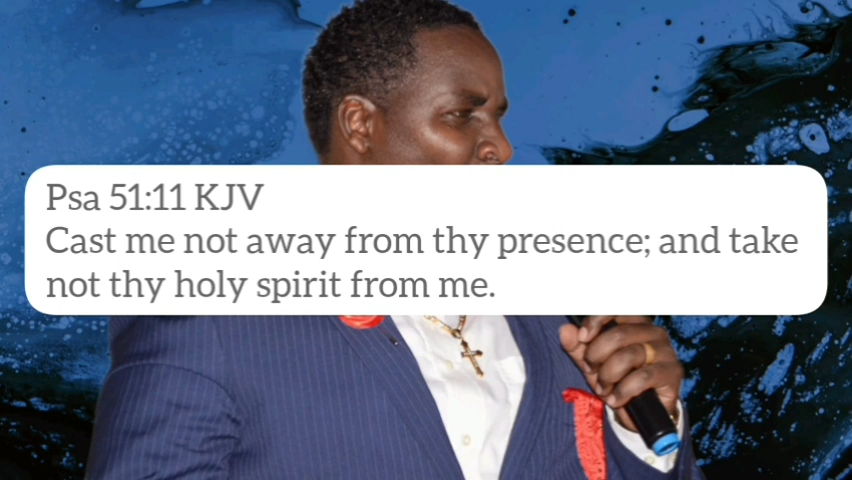 Psa 51:11 KJV
Cast me not away from thy presence; and take
not thy holy spirit from me.